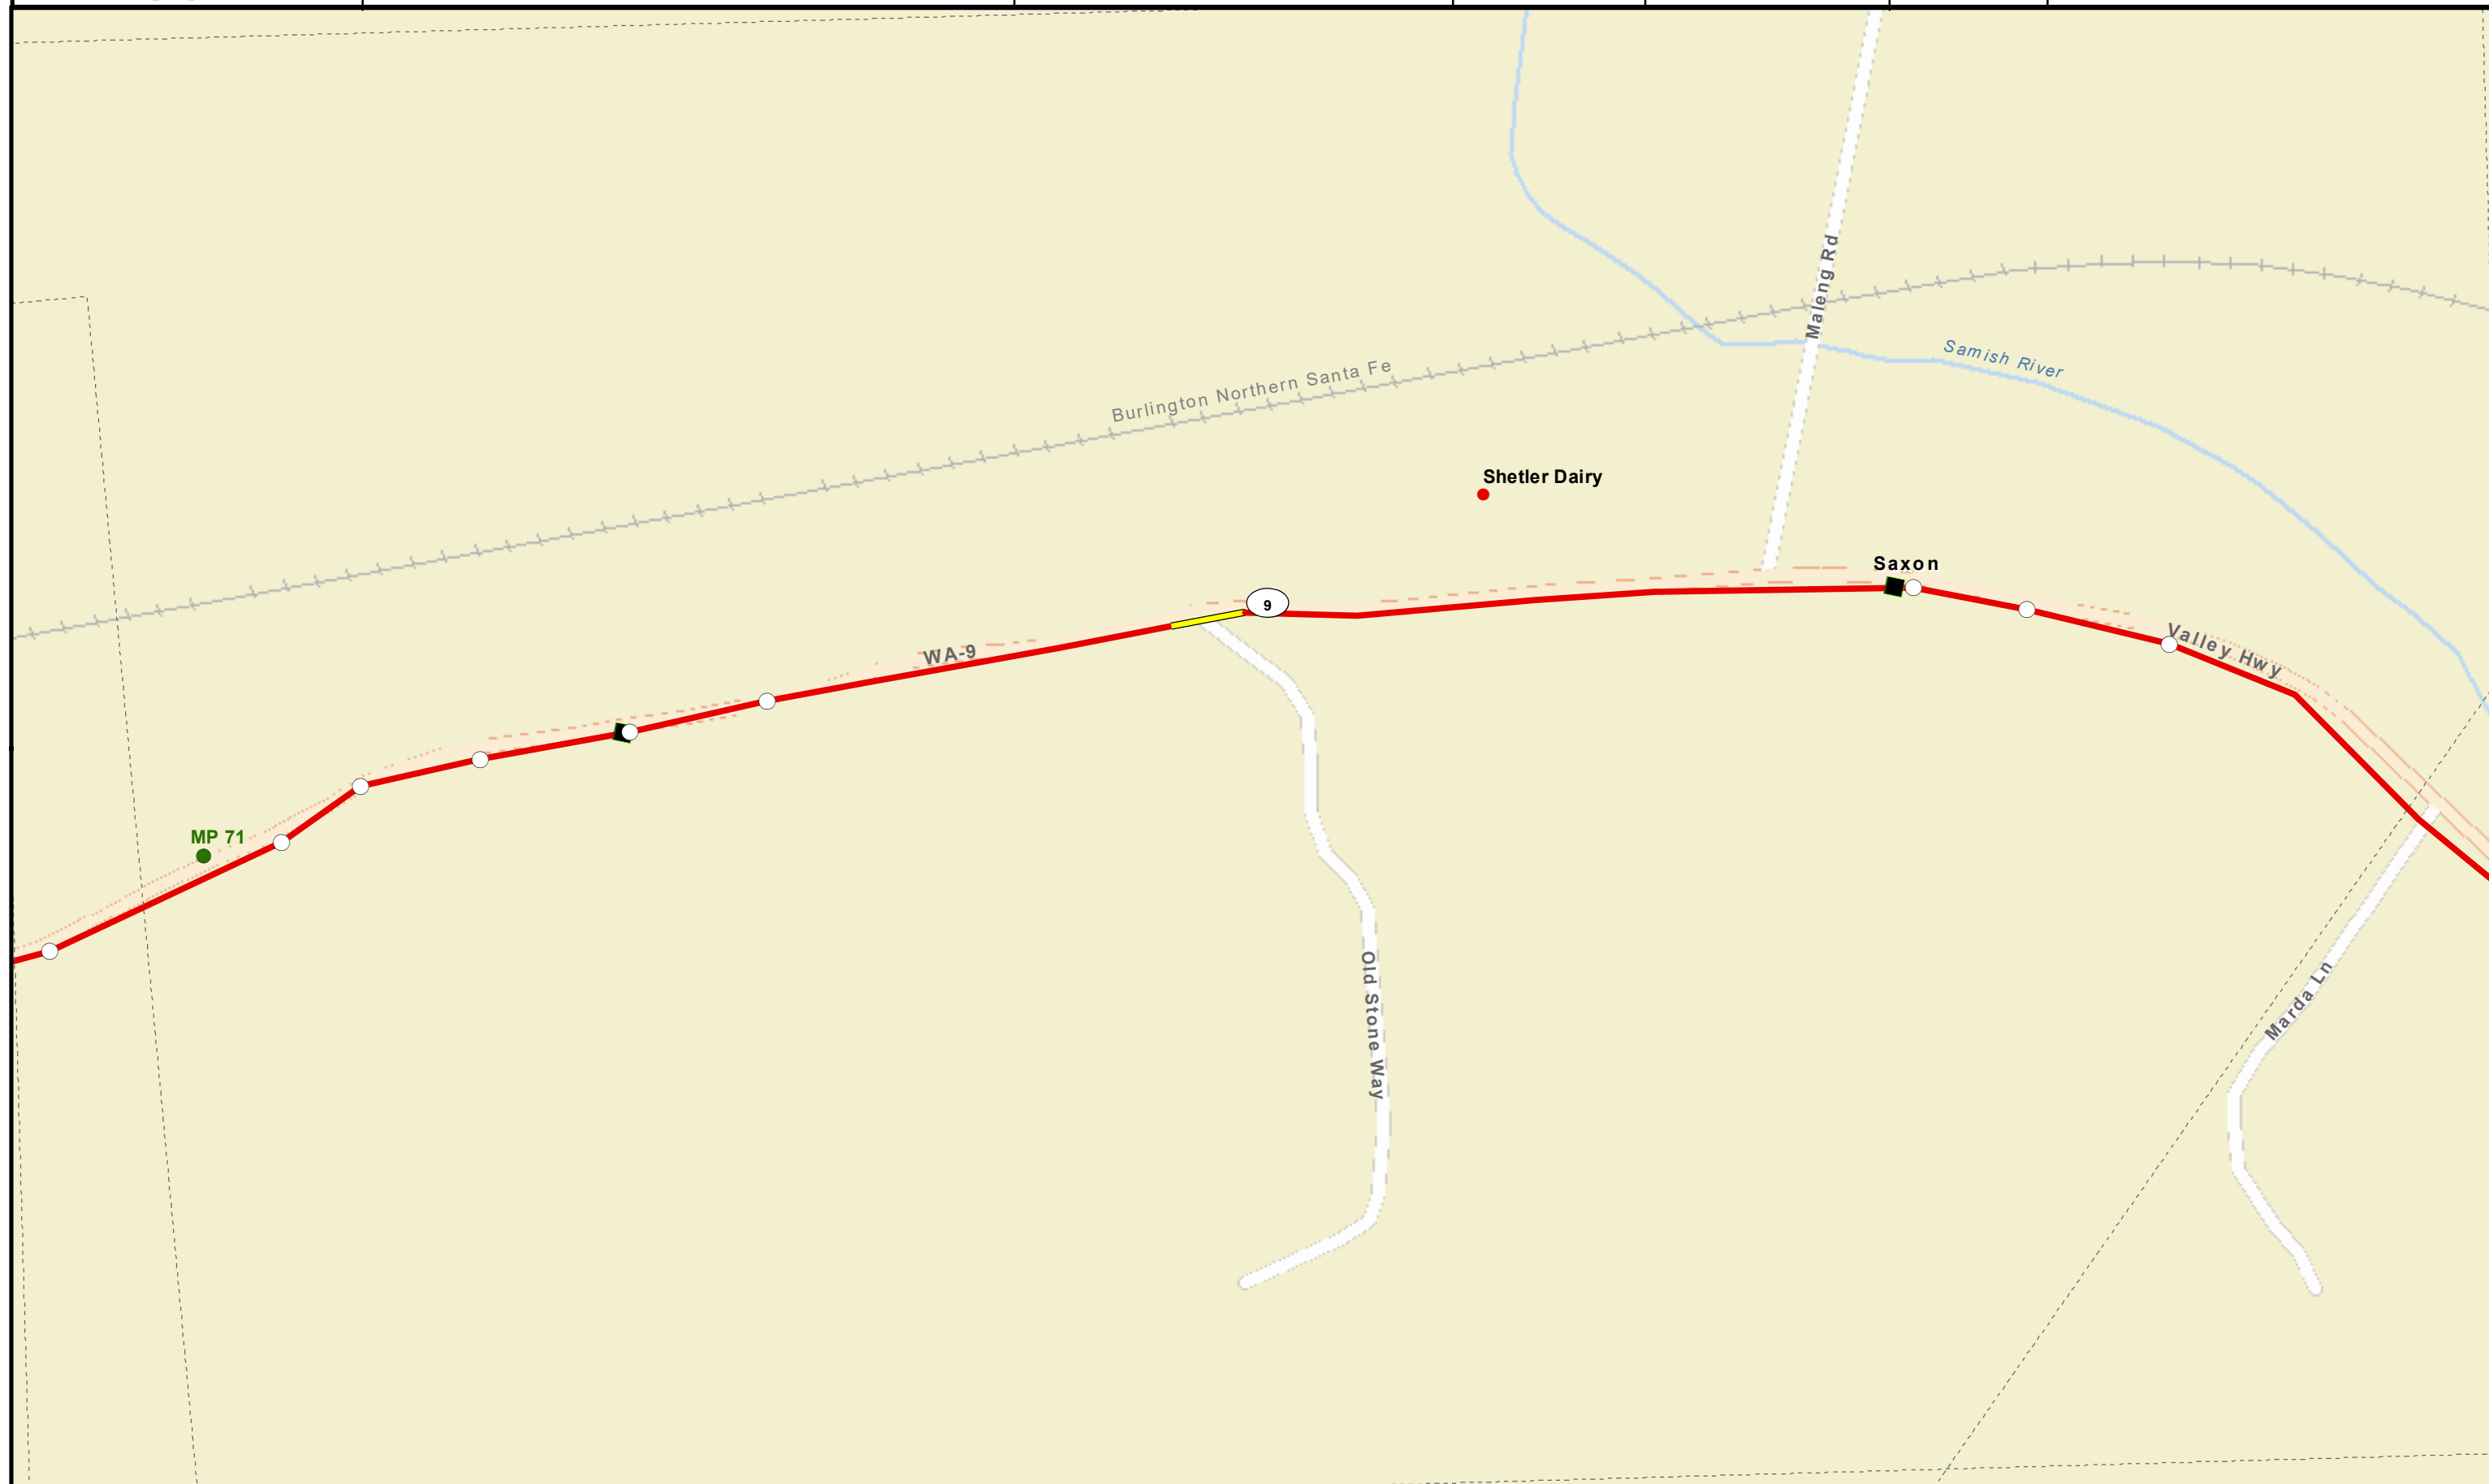 Maleng Rd
Samish River
Burlington Northern Santa Fe
Shetler Dairy
Saxon
9
WA-9
Valley Hwy
MP 71
Old Stone Way
Marda Ln